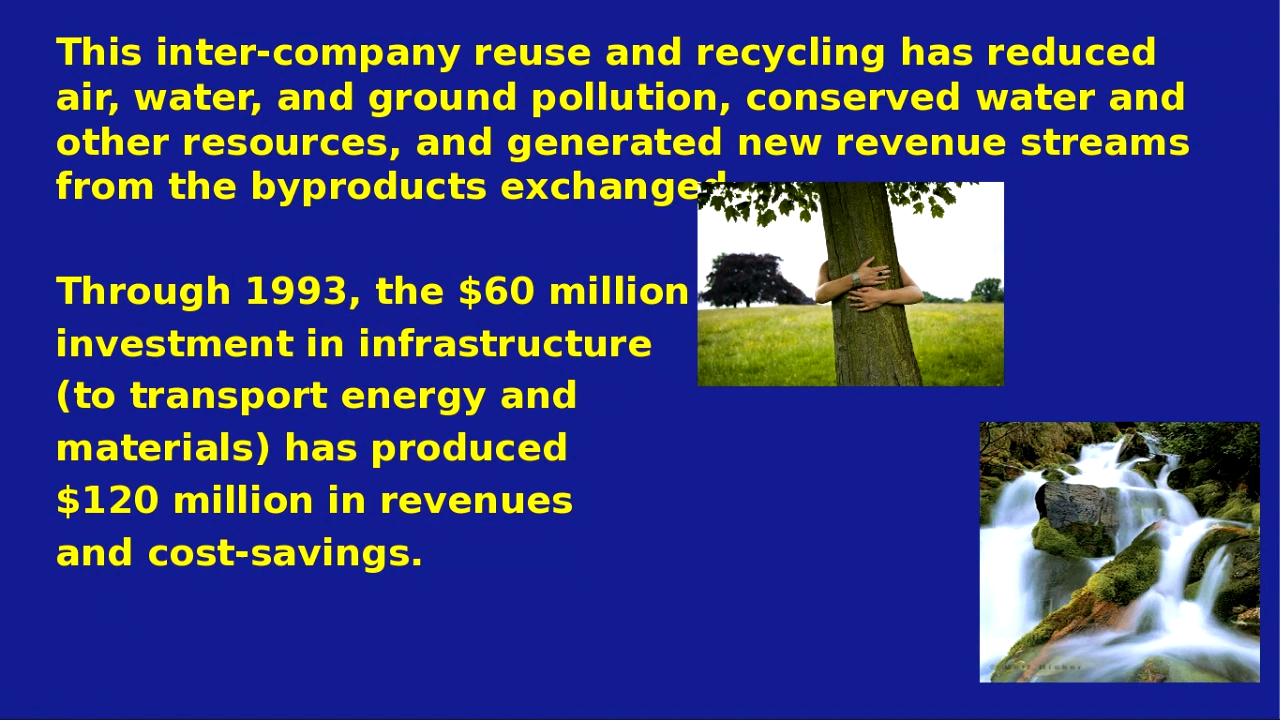 This inter-company reuse and recycling has reduced
air, water, and ground pollution, conserved water and
other resources, and generated new revenue streams
from the byproducts exchanged
Through 1993, the $60 million
investment in infrastructure
(to transport energy and
materials) has produced
$120 million in revenues
and cost-savings.